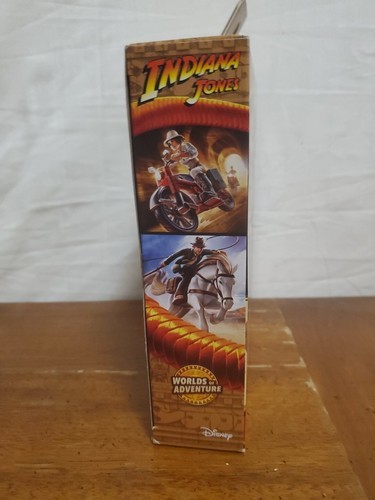 INDIANA
JONES
WORLDS OF
ADVENTURE
Disney